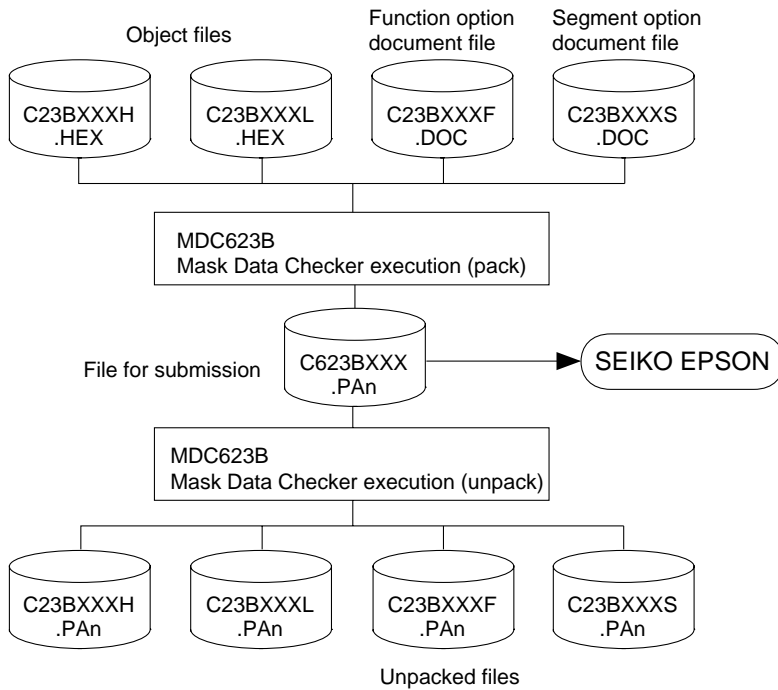 Object files
Function option
document file
Segment option
document file
C23BXXXH
.HEX
C23BXXXL
.HEX
C23BXXXF
.DOC
C23BXXXS
.DOC
MDC623B
Mask Data Checker execution (pack)
File for submission
C623BXXX
.PAn
SEIKO EPSON
MDC623B
Mask Data Checker execution (unpack)
C23BXXXH
.PAn
C23BXXXL
.PAn
C23BXXXF
.PAn
C23BXXXS
.PAn
Unpacked files